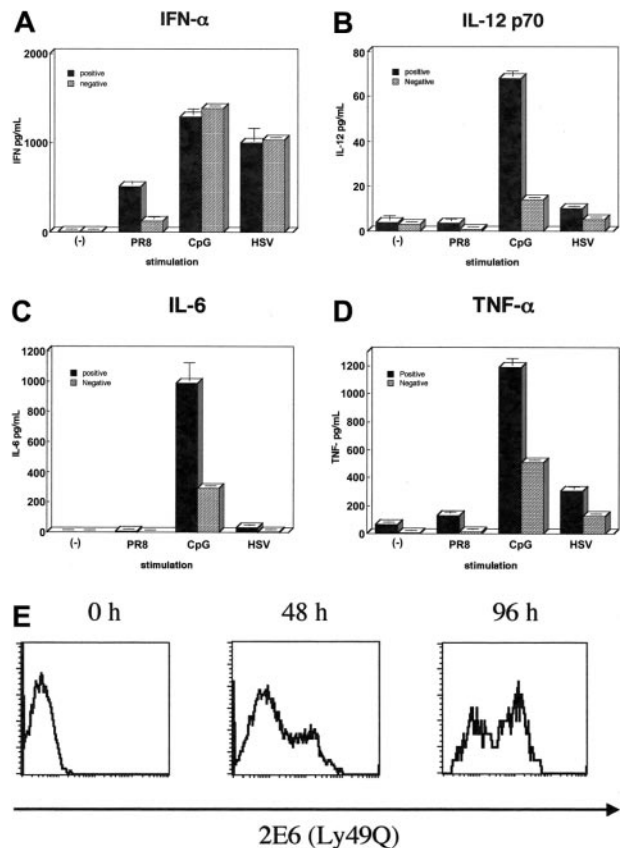 A
IFN-α
2000
1000
0
IFN pg/mL
positive
negative
(-) PR8 CpG HSV
stimulation
B
IL-12 p70
80
60
40
20
0
IL-12 pg/mL
positive
Negative
(-) PR8 CpG HSV
stimulation
C
IL-6
1200
1000
800
600
400
200
0
IL-6 pg/mL
positive
Negative
(-) PR8 CpG HSV
stimulation
D
TNF-α
1200
1000
800
600
400
200
0
TNF- pg/mL
Positive
Negative
(-) PR8 CpG HSV
stimulation
E
0 h 48 h 96 h
2E6 (Ly49Q)